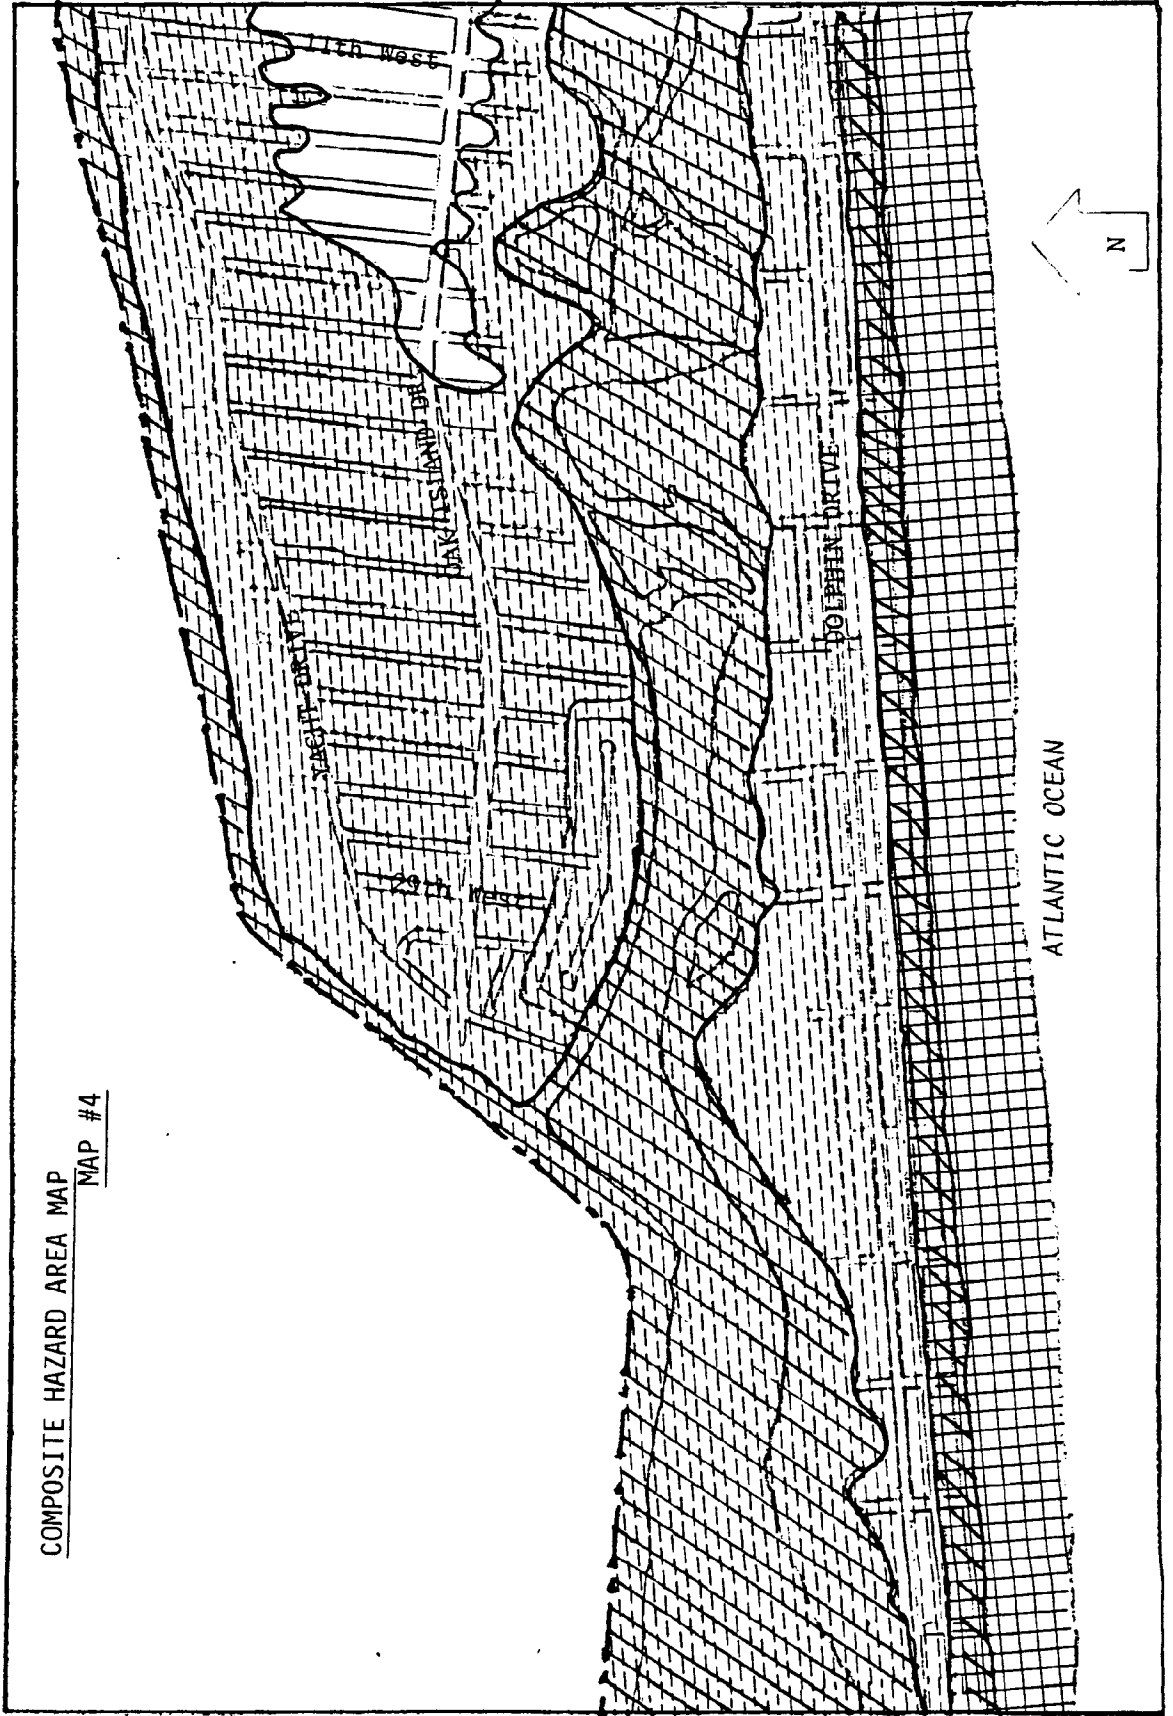 COMPOSITE HAZARD AREA MAP
MAP #4
11th West
YACHT DRIVE
OAK ISLAND DR
29th West
DOLPHIN DRIVE
ATLANTIC OCEAN
N